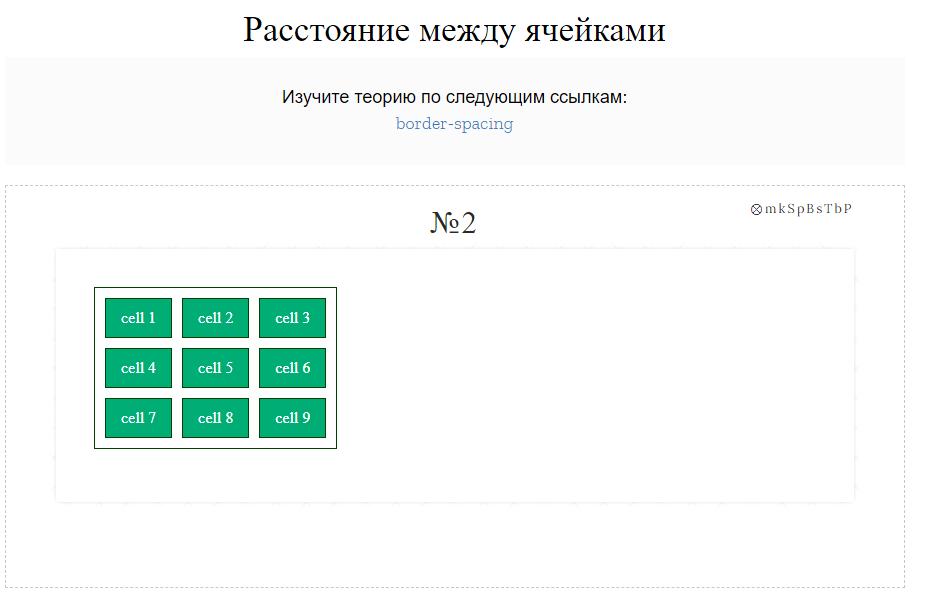 Расстояние между ячейками
Изучите теорию по следующим ссылкам:
border-spacing
№2
⊗mkSpBsTbP
cell 1 cell 2 cell 3
cell 4 cell 5 cell 6
cell 7 cell 8 cell 9